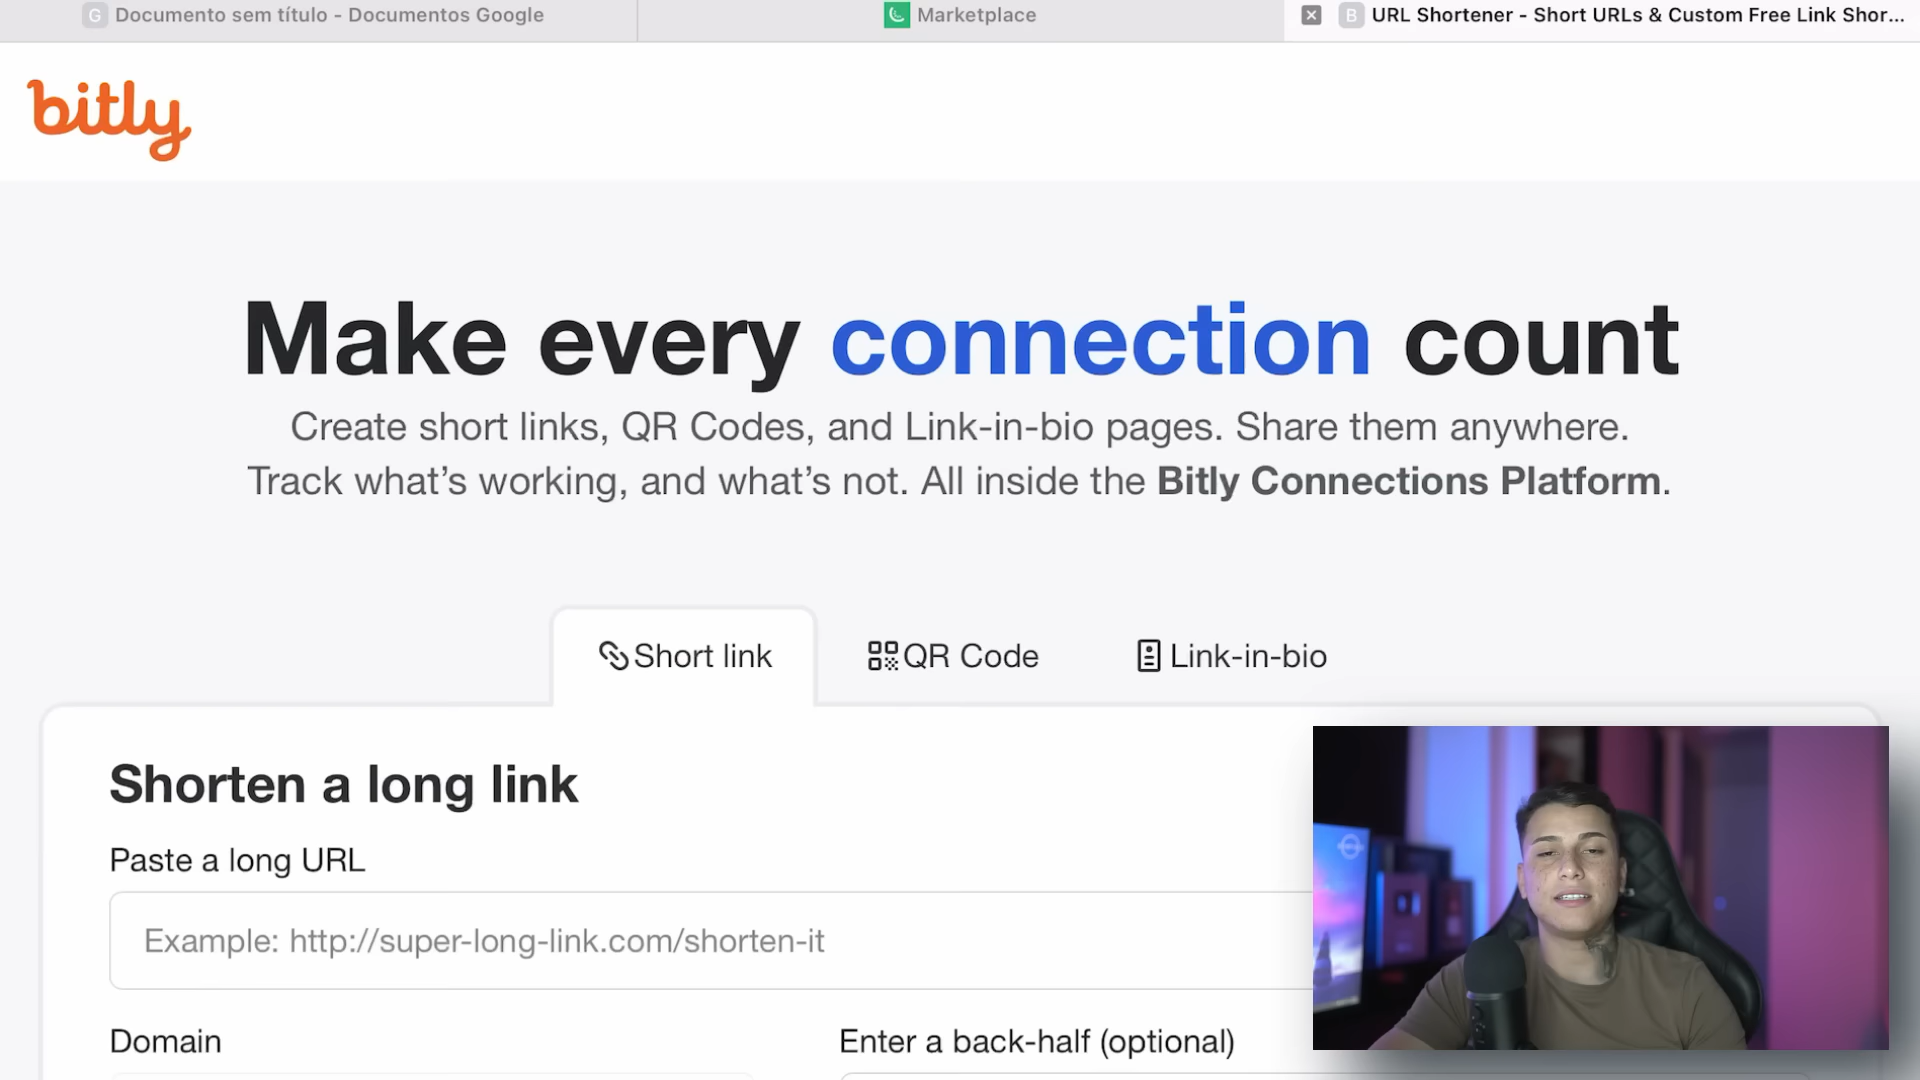 Documento sem título - Documentos Google
Marketplace
URL Shortener - Short URLs & Custom Free Link Shor...
bitly
Make every connection count
Create short links, QR Codes, and Link-in-bio pages. Share them anywhere.
Track what’s working, and what’s not. All inside the Bitly Connections Platform.
Short link
QR Code
Link-in-bio
Shorten a long link
Paste a long URL
Example: http://super-long-link.com/shorten-it
Domain
Enter a back-half (optional)